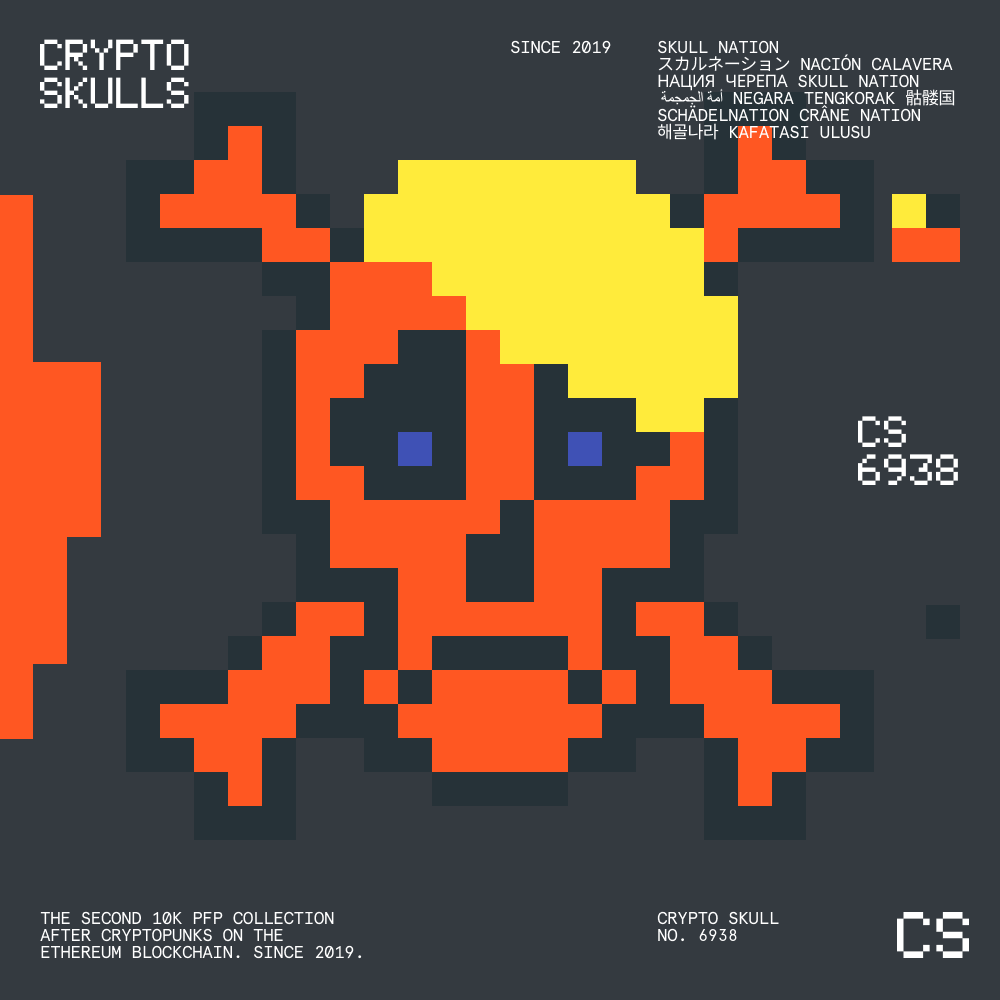 CRYPTO
SKULLS
SINCE 2019
SKULL NATION
スカルネーション NACIÓN CALAVERA
НАЦИЯ ЧЕРЕПА SKULL NATION
أمة الجمجمة NEGARA TENGKORAK 骷髅国
SCHÄDELNATION CRÂNE NATION
해골나라 KAFATASI ULUSU
CS
6938
THE SECOND 10K PFP COLLECTION
AFTER CRYPTOPUNKS ON THE
ETHEREUM BLOCKCHAIN. SINCE 2019.
CRYPTO SKULL
NO. 6938
CS